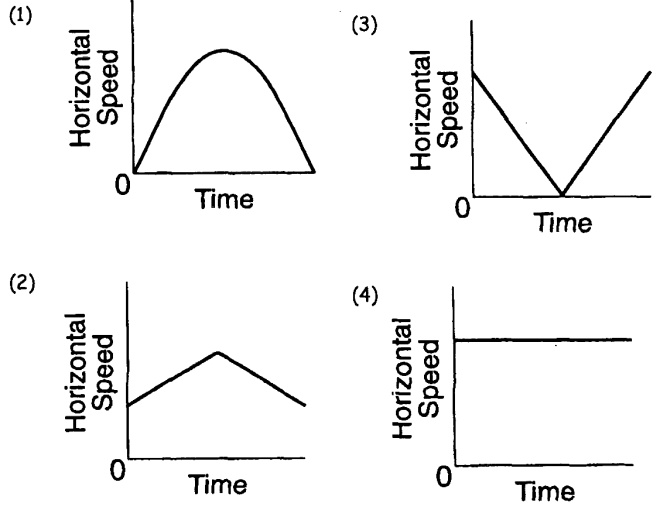 (1)
Horizontal
Speed
0
Time
(2)
Horizontal
Speed
0
Time
(3)
Horizontal
Speed
0
Time
(4)
Horizontal
Speed
0
Time